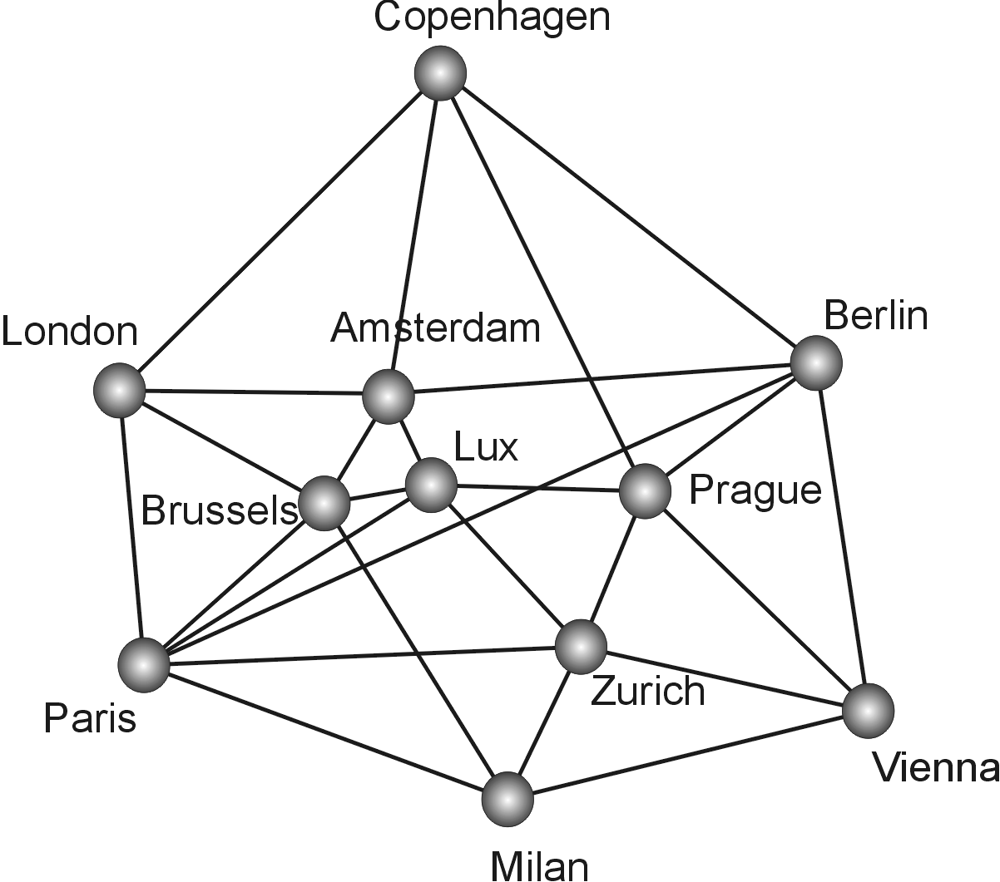 Copenhagen
London
Amsterdam
Berlin
Lux
Brussels
Prague
Zurich
Paris
Vienna
Milan